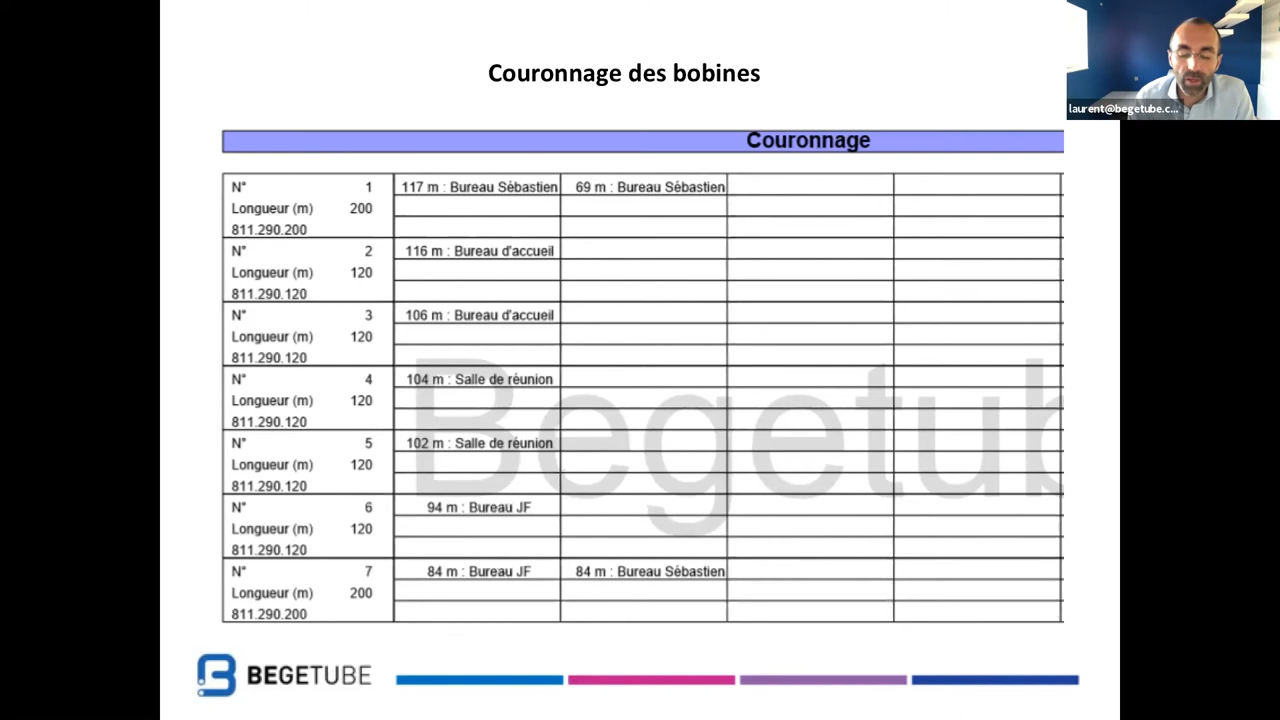 Couronnage des bobines
laurent@begetube.c...
Couronnage
N° 1 117 m : Bureau Sébastien 69 m : Bureau Sébastien
Longueur (m) 200
811.290.200
N° 2 116 m : Bureau d'accueil
Longueur (m) 120
811.290.120
N° 3 106 m : Bureau d'accueil
Longueur (m) 120
811.290.120
N° 4 104 m : Salle de réunion
Longueur (m) 120
811.290.120
N° 5 102 m : Salle de réunion
Longueur (m) 120
811.290.120
N° 6 94 m : Bureau JF
Longueur (m) 120
811.290.120
N° 7 84 m : Bureau JF 84 m : Bureau Sébastien
Longueur (m) 200
811.290.200
Begetub
BEGETUBE